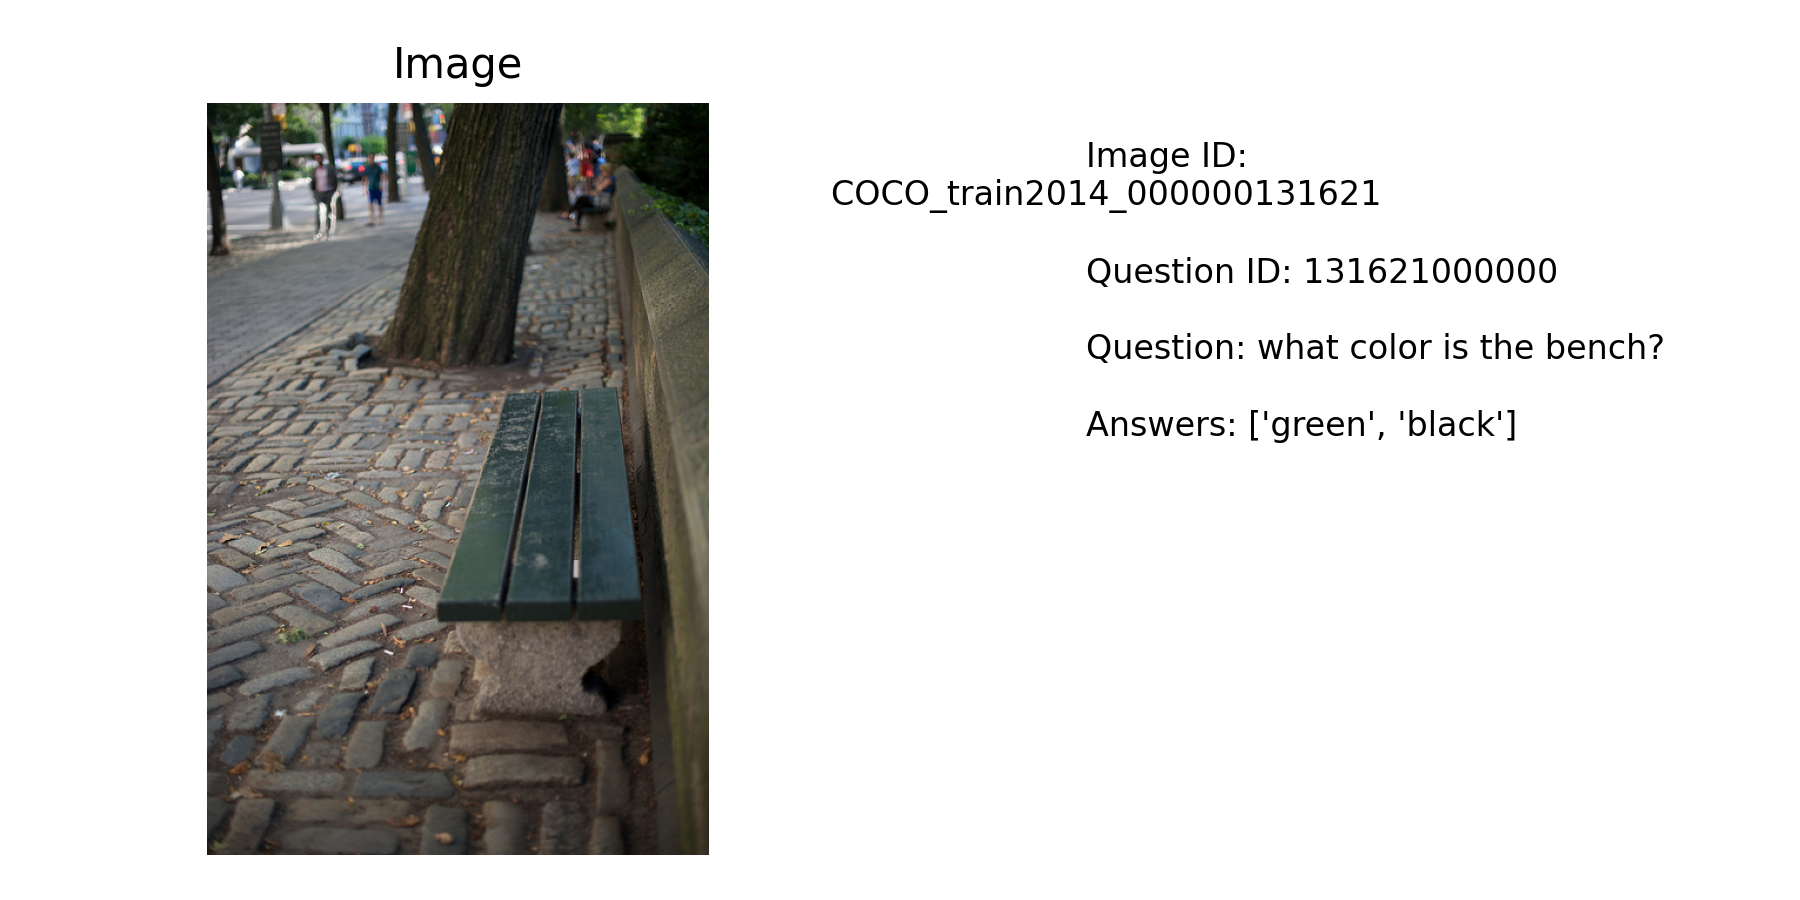 Image
Image ID:
COCO_train2014_000000131621
Question ID: 131621000000
Question: what color is the bench?
Answers: ['green', 'black']